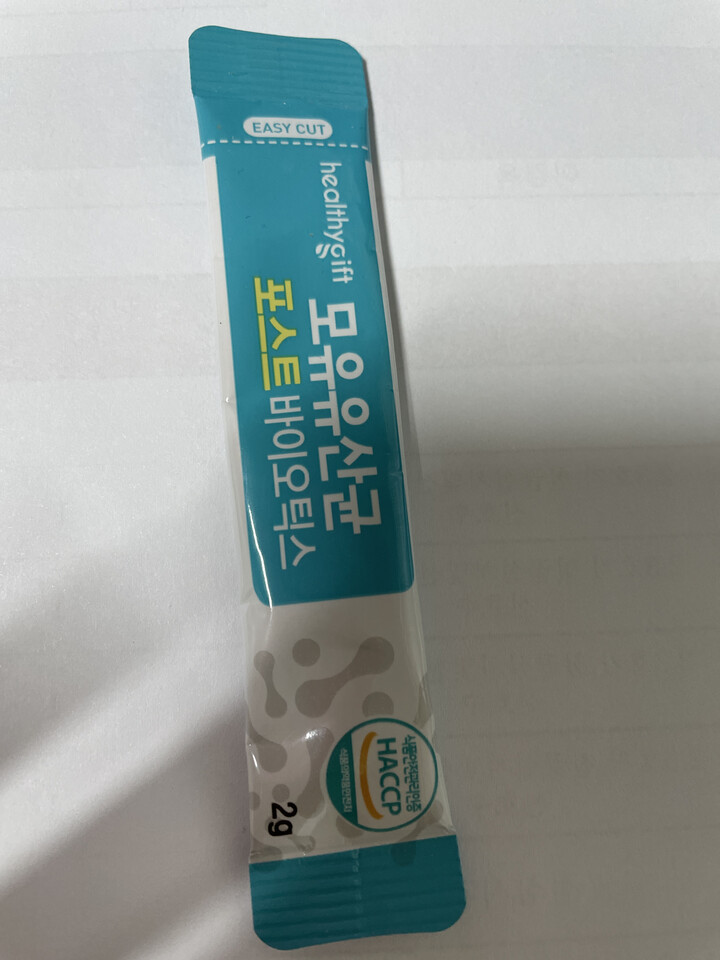 EASY CUT
healthygift
모유유산균
포스트바이오틱스
식품안전관리인증
HACCP
식품의약품안전처
2g